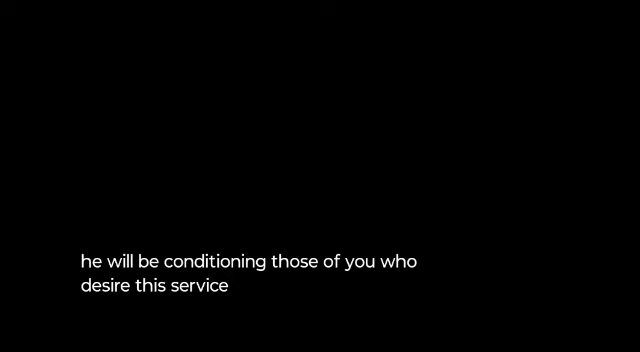 he will be conditioning those of you who
desire this service